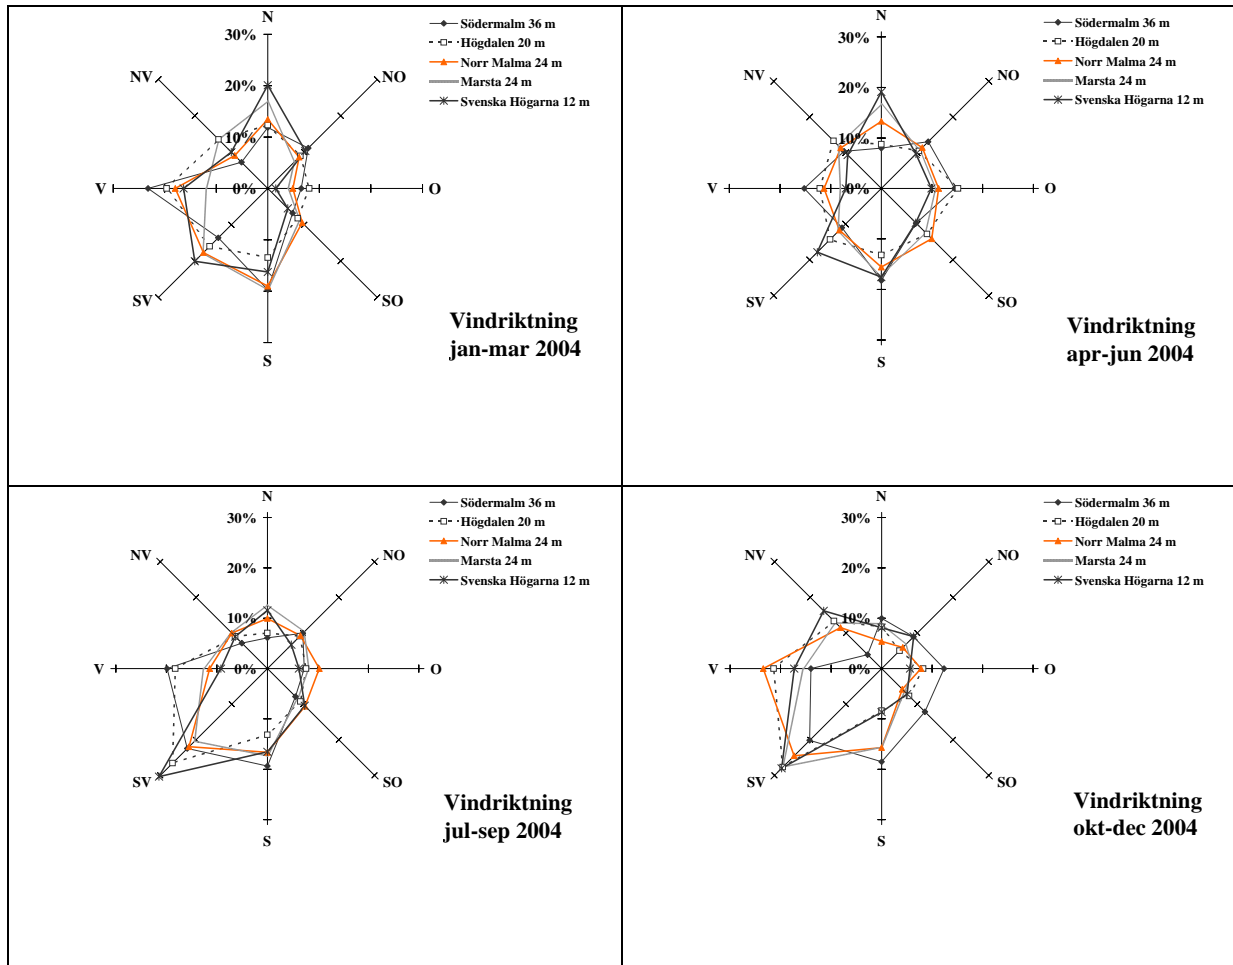 N
30%
20%
10%
0%
NV
NO
V
O
SV
SO
S
Södermalm 36 m
Högdalen 20 m
Norr Malma 24 m
Marsta 24 m
Svenska Högarna 12 m
Vindriktning
jan-mar 2004
N
30%
20%
10%
0%
NV
NO
V
O
SV
SO
S
Södermalm 36 m
Högdalen 20 m
Norr Malma 24 m
Marsta 24 m
Svenska Högarna 12 m
Vindriktning
apr-jun 2004
N
30%
20%
10%
0%
NV
NO
V
O
SV
SO
S
Södermalm 36 m
Högdalen 20 m
Norr Malma 24 m
Marsta 24 m
Svenska Högarna 12 m
Vindriktning
jul-sep 2004
N
30%
20%
10%
0%
NV
NO
V
O
SV
SO
S
Södermalm 36 m
Högdalen 20 m
Norr Malma 24 m
Marsta 24 m
Svenska Högarna 12 m
Vindriktning
okt-dec 2004